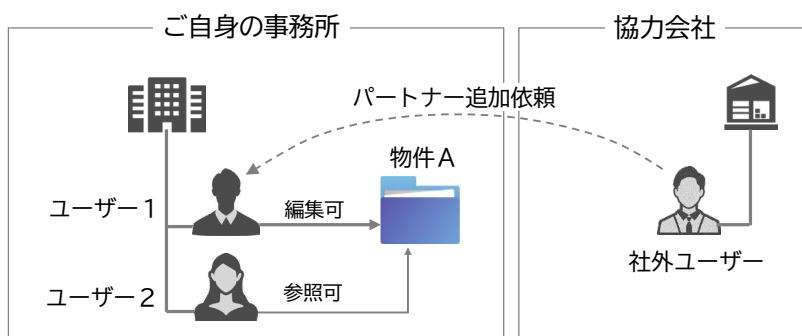 ご自身の事務所
協力会社
パートナー追加依頼
物件A
ユーザー1
編集可
社外ユーザー
ユーザー2
参照可